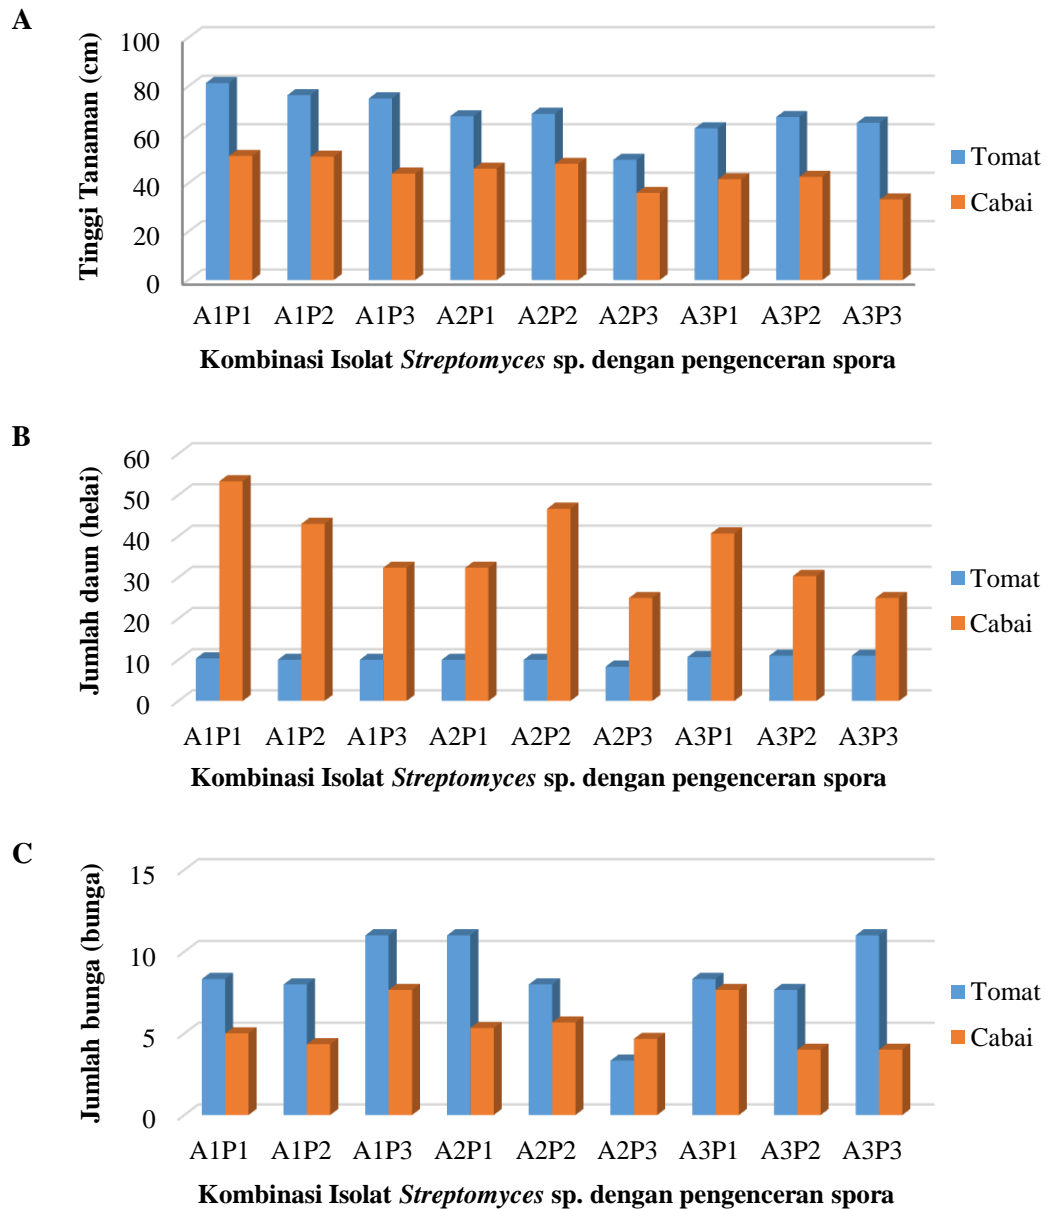 A
Tinggi Tanaman (cm)
100
80
60
40
20
0
A1P1 A1P2 A1P3 A2P1 A2P2 A2P3 A3P1 A3P2 A3P3
Kombinasi Isolat Streptomyces sp. dengan pengenceran spora
Tomat
Cabai
B
Jumlah daun (helai)
60
50
40
30
20
10
0
A1P1 A1P2 A1P3 A2P1 A2P2 A2P3 A3P1 A3P2 A3P3
Kombinasi Isolat Streptomyces sp. dengan pengenceran spora
Tomat
Cabai
C
Jumlah bunga (bunga)
15
10
5
0
A1P1 A1P2 A1P3 A2P1 A2P2 A2P3 A3P1 A3P2 A3P3
Kombinasi Isolat Streptomyces sp. dengan pengenceran spora
Tomat
Cabai